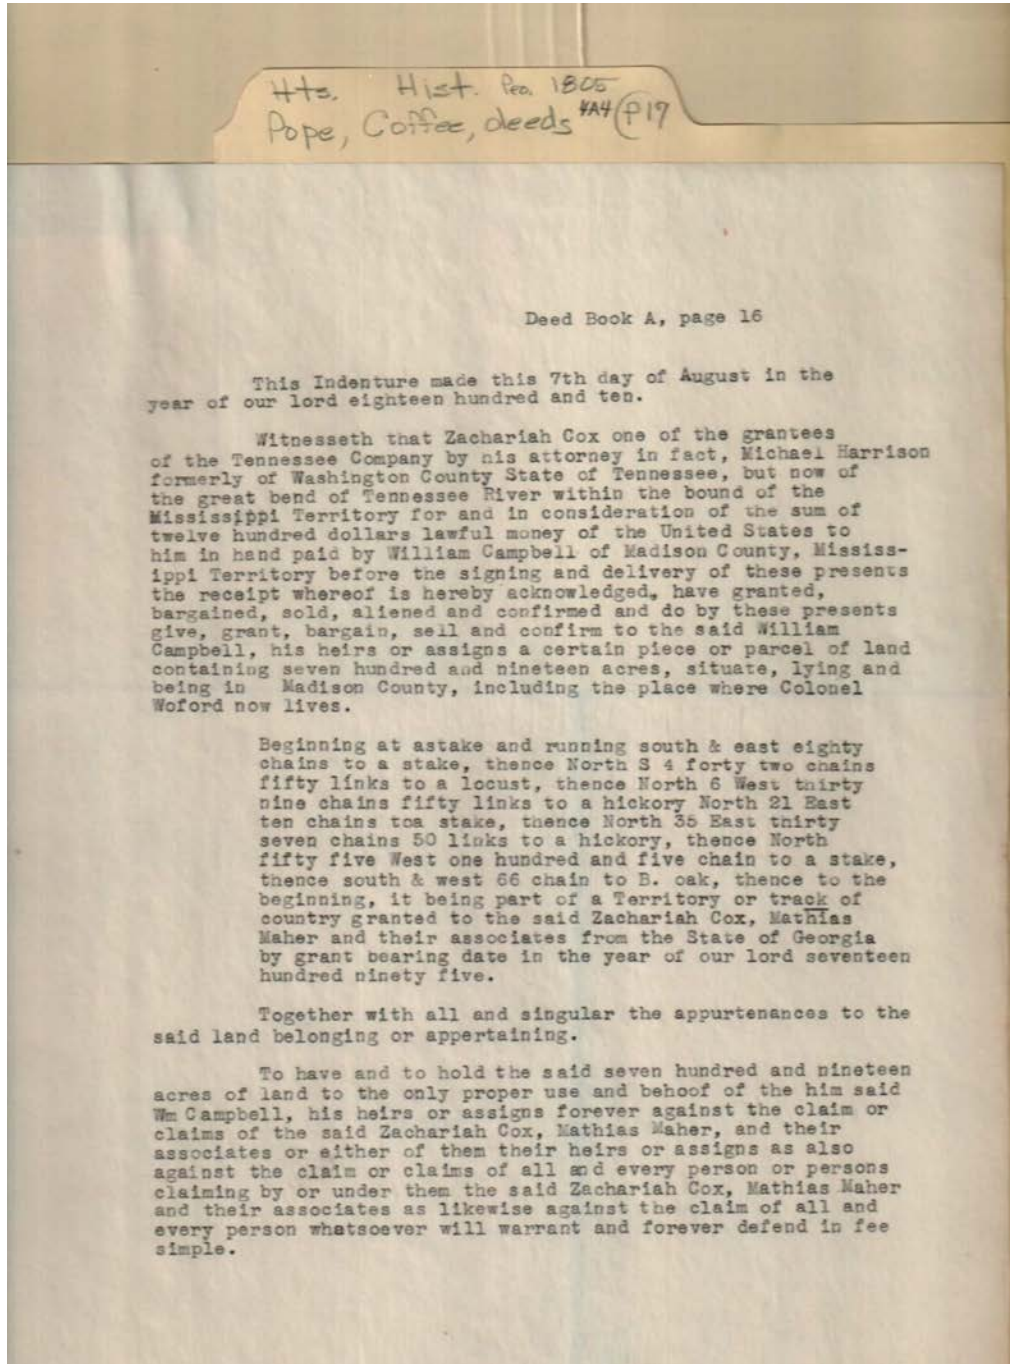 Hts. Hist. Peo. 1805
Pope, Coffee, deeds 4A4 P17
Deed Book A, page 16
This Indenture made this 7th day of August in the
year of our lord eighteen hundred and ten.
Witnesseth that Zachariah Cox one of the grantees
of the Tennessee Company by his attorney in fact, Michael Harrison
formerly of Washington County State of Tennessee, but now of
the great bend of Tennessee River within the bound of the
Mississippi Territory for and in consideration of the sum of
twelve hundred dollars lawful money of the United States to
him in hand paid by William Campbell of Madison County, Mississ-
ippi Territory before the signing and delivery of these presents
the receipt whereof is hereby acknowledged, have granted,
bargained, sold, aliened and confirmed and do by these presents
give, grant, bargain, sell and confirm to the said William
Campbell, his heirs or assigns a certain piece or parcel of land
containing seven hundred and nineteen acres, situate, lying and
being in Madison County, including the place where Colonel
Woford now lives.
Beginning at astake and running south & east eighty
chains to a stake, thence North S 4 forty two chains
fifty links to a locust, thence North 6 West thirty
nine chains fifty links to a hickory North 21 East
ten chains toa stake, thence North 35 East thirty
seven chains 50 links to a hickory, thence North
fifty five West one hundred and five chain to a stake,
thence south & west 66 chain to B. oak, thence to the
beginning, it being part of a Territory or track of
country granted to the said Zachariah Cox, Mathias
Maher and their associates from the State of Georgia
by grant bearing date in the year of our lord seventeen
hundred ninety five.
Together with all and singular the appurtenances to the
said land belonging or appertaining.
To have and to hold the said seven hundred and nineteen
acres of land to the only proper use and behoof of the him said
Wm Campbell, his heirs or assigns forever against the claim or
claims of the said Zachariah Cox, Mathias Maher, and their
associates or either of them their heirs or assigns as also
against the claim or claims of all and every person or persons
claiming by or under them the said Zachariah Cox, Mathias Maher
and their associates as likewise against the claim of all and
every person whatsoever will warrant and forever defend in fee
simple.